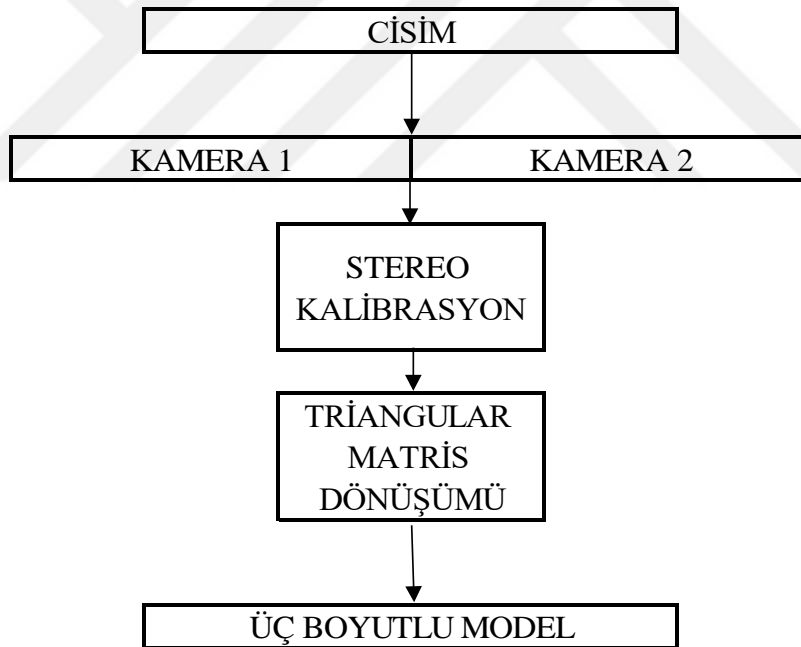 CİSİM
KAMERA 1
KAMERA 2
STEREO
KALİBRASYON
TRİANGULAR
MATRİS
DÖNÜŞÜMÜ
ÜÇ BOYUTLU MODEL